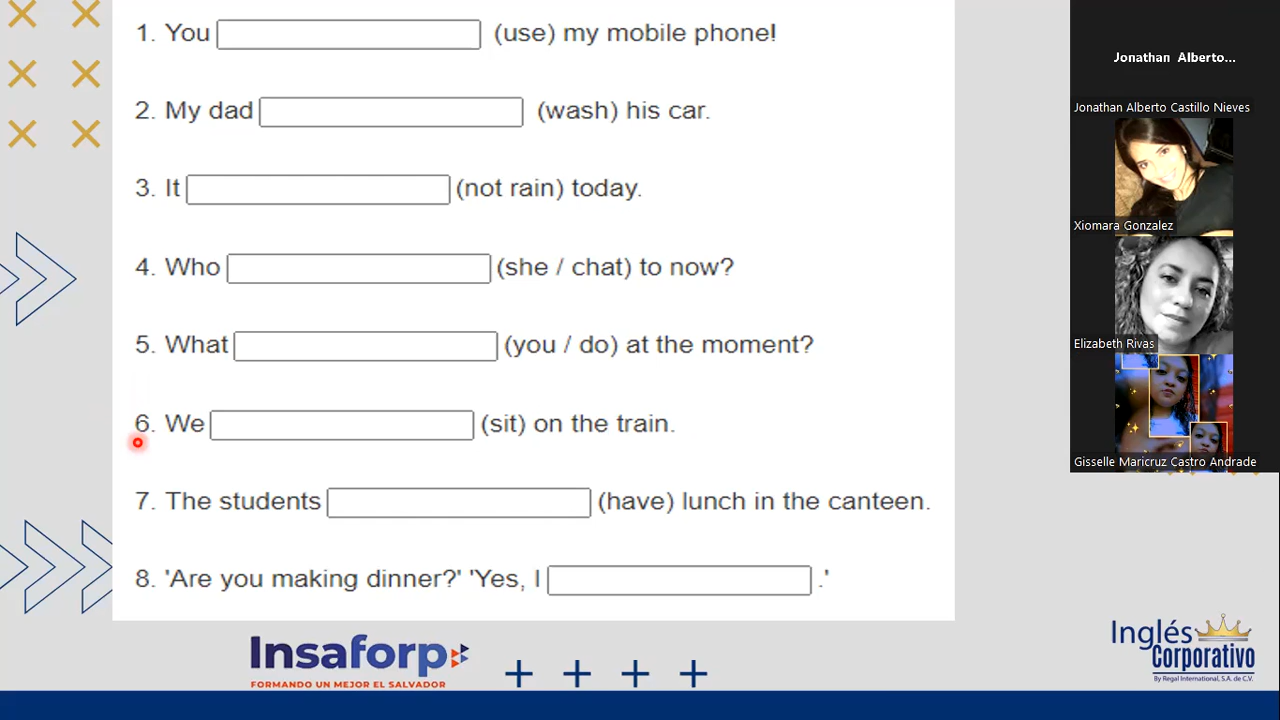 1. You (use) my mobile phone!
2. My dad (wash) his car.
3. It (not rain) today.
4. Who (she / chat) to now?
5. What (you / do) at the moment?
6. We (sit) on the train.
7. The students (have) lunch in the canteen.
8. 'Are you making dinner?' 'Yes, I .'
Insaforp
FORMANDO UN MEJOR EL SALVADOR
Inglés
Corporativo
By Regal International, S.A. de C.V.
Jonathan Alberto...
Jonathan Alberto Castillo Nieves
Xiomara Gonzalez
Elizabeth Rivas
Gisselle Maricruz Castro Andrade